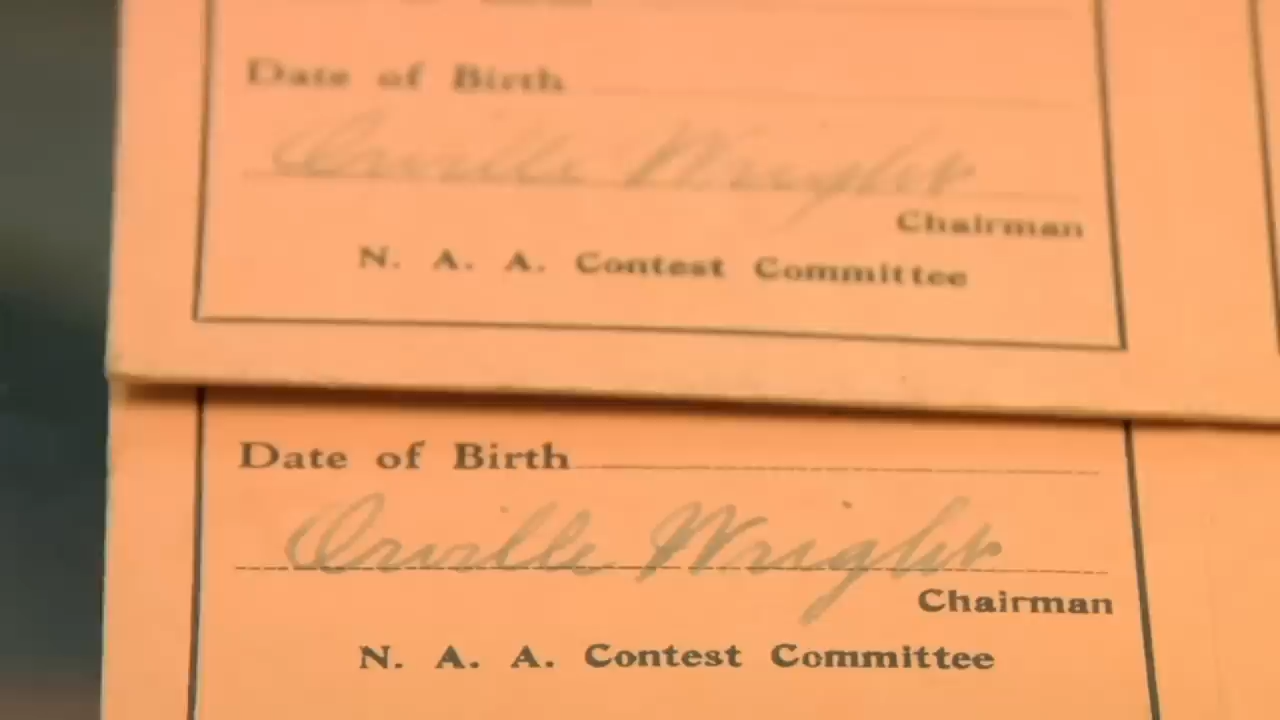 Date of Birth
Orville Wright
Chairman
N. A. A. Contest Committee
Date of Birth
Orville Wright
Chairman
N. A. A. Contest Committee